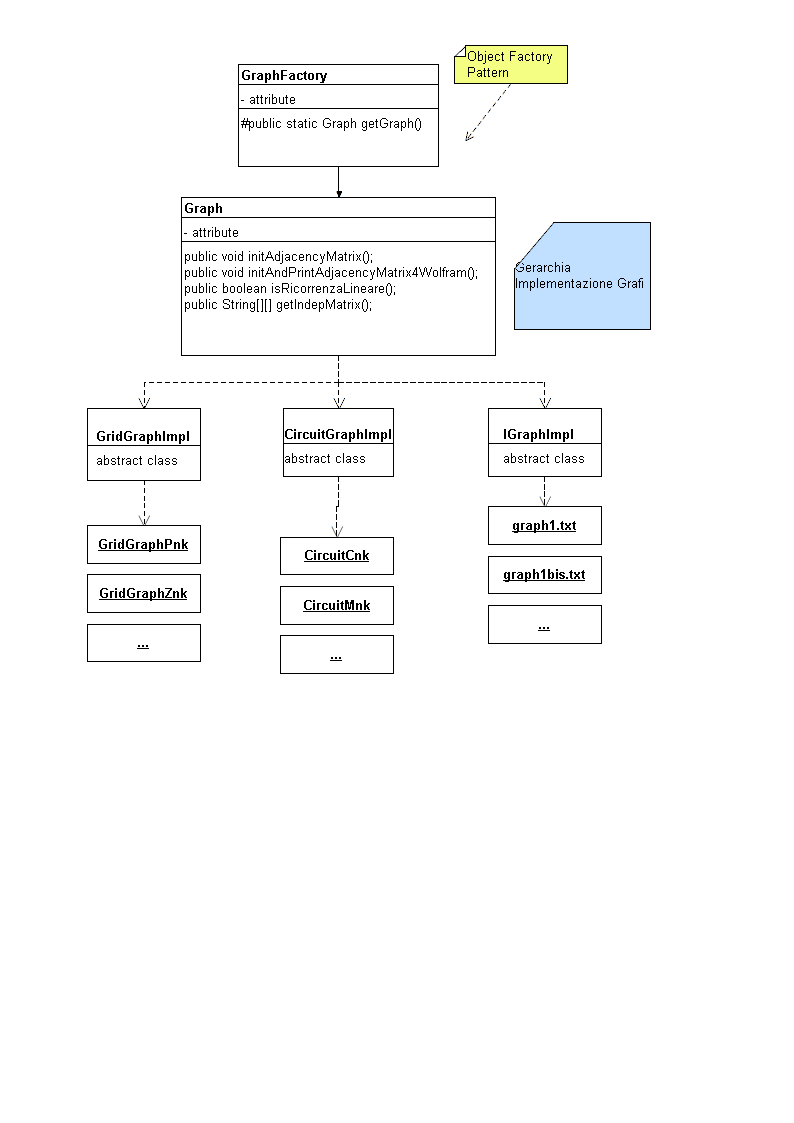 Object Factory
Pattern
GraphFactory
- attribute
#public static Graph getGraph()
Graph
- attribute
public void initAdjacencyMatrix();
public void initAndPrintAdjacencyMatrix4Wolfram();
public boolean isRicorrenzaLineare();
public String[][] getIndepMatrix();
Gerarchia
Implementazione Grafi
GridGraphImpl
abstract class
CircuitGraphImpl
abstract class
IGraphImpl
abstract class
GridGraphPnk
GridGraphZnk
...
CircuitCnk
CircuitMnk
...
graph1.txt
graph1bis.txt
...